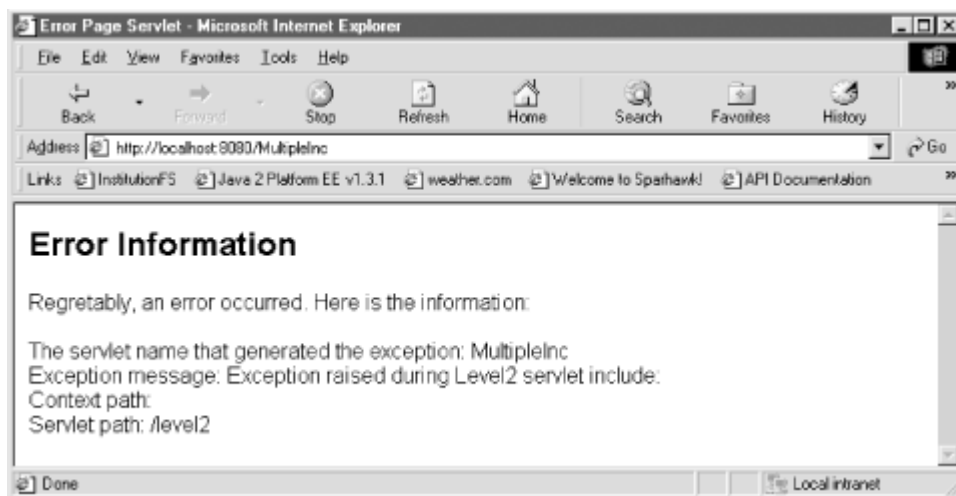 Error Page Servlet - Microsoft Internet Explorer
File Edit View Favorites Tools Help
Back Forward Stop Refresh Home Search Favorites History »
Address http://localhost:8080/MultipleInc Go
Links InstitutionFS Java 2 Platform EE v1.3.1 weather.com Welcome to Sparhawk! API Documentation »
Error Information
Regretably, an error occurred. Here is the information:
The servlet name that generated the exception: MultipleInc
Exception message: Exception raised during Level2 servlet include:
Context path:
Servlet path: /level2
Done Local intranet